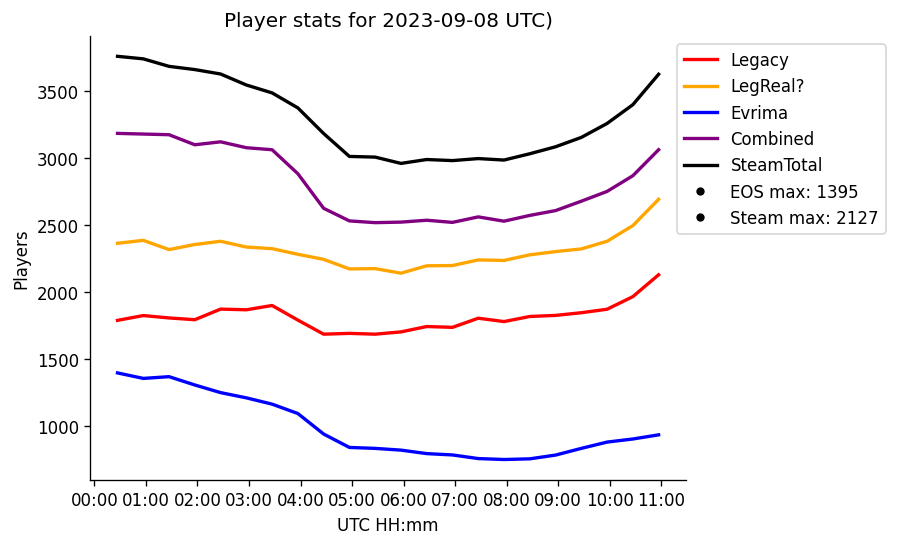 Player stats for 2023-09-08 UTC)
Legacy
LegReal?
Evrima
Combined
SteamTotal
EOS max: 1395
Steam max: 2127
Players
3500
3000
2500
2000
1500
1000
00:00 01:00 02:00 03:00 04:00 05:00 06:00 07:00 08:00 09:00 10:00 11:00
UTC HH:mm